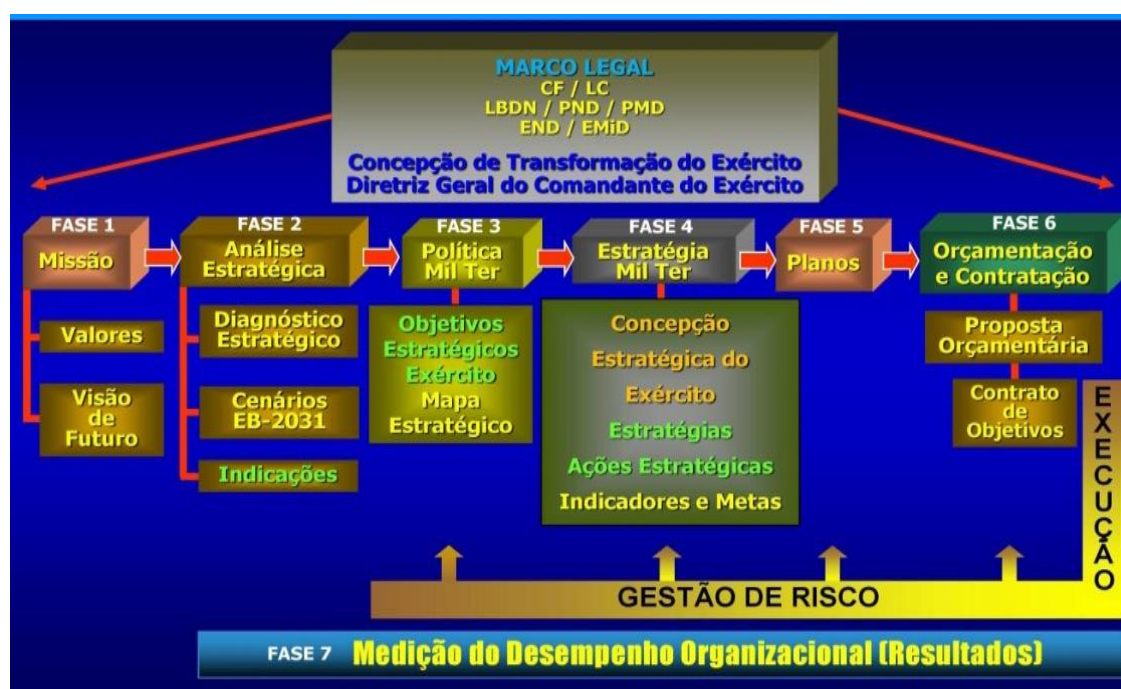 MARCO LEGAL
CF / LC
LBDN / PND / PMD
END / EMiD
Concepção de Transformação do Exército
Diretriz Geral do Comandante do Exército
FASE 1
Missão
Valores
Visão
de
Futuro
FASE 2
Análise
Estratégica
Diagnóstico
Estratégico
Cenários
EB-2031
Indicações
FASE 3
Política
Mil Ter
Objetivos
Estratégicos
Exército
Mapa
Estratégico
FASE 4
Estratégia
Mil Ter
Concepção
Estratégica do
Exército
Estratégias
Ações Estratégicas
Indicadores e Metas
FASE 5
Planos
FASE 6
Orçamentação
e Contratação
Proposta
Orçamentária
Contrato
de
Objetivos
EXECUÇÃO
GESTÃO DE RISCO
FASE 7 Medição do Desempenho Organizacional (Resultados)